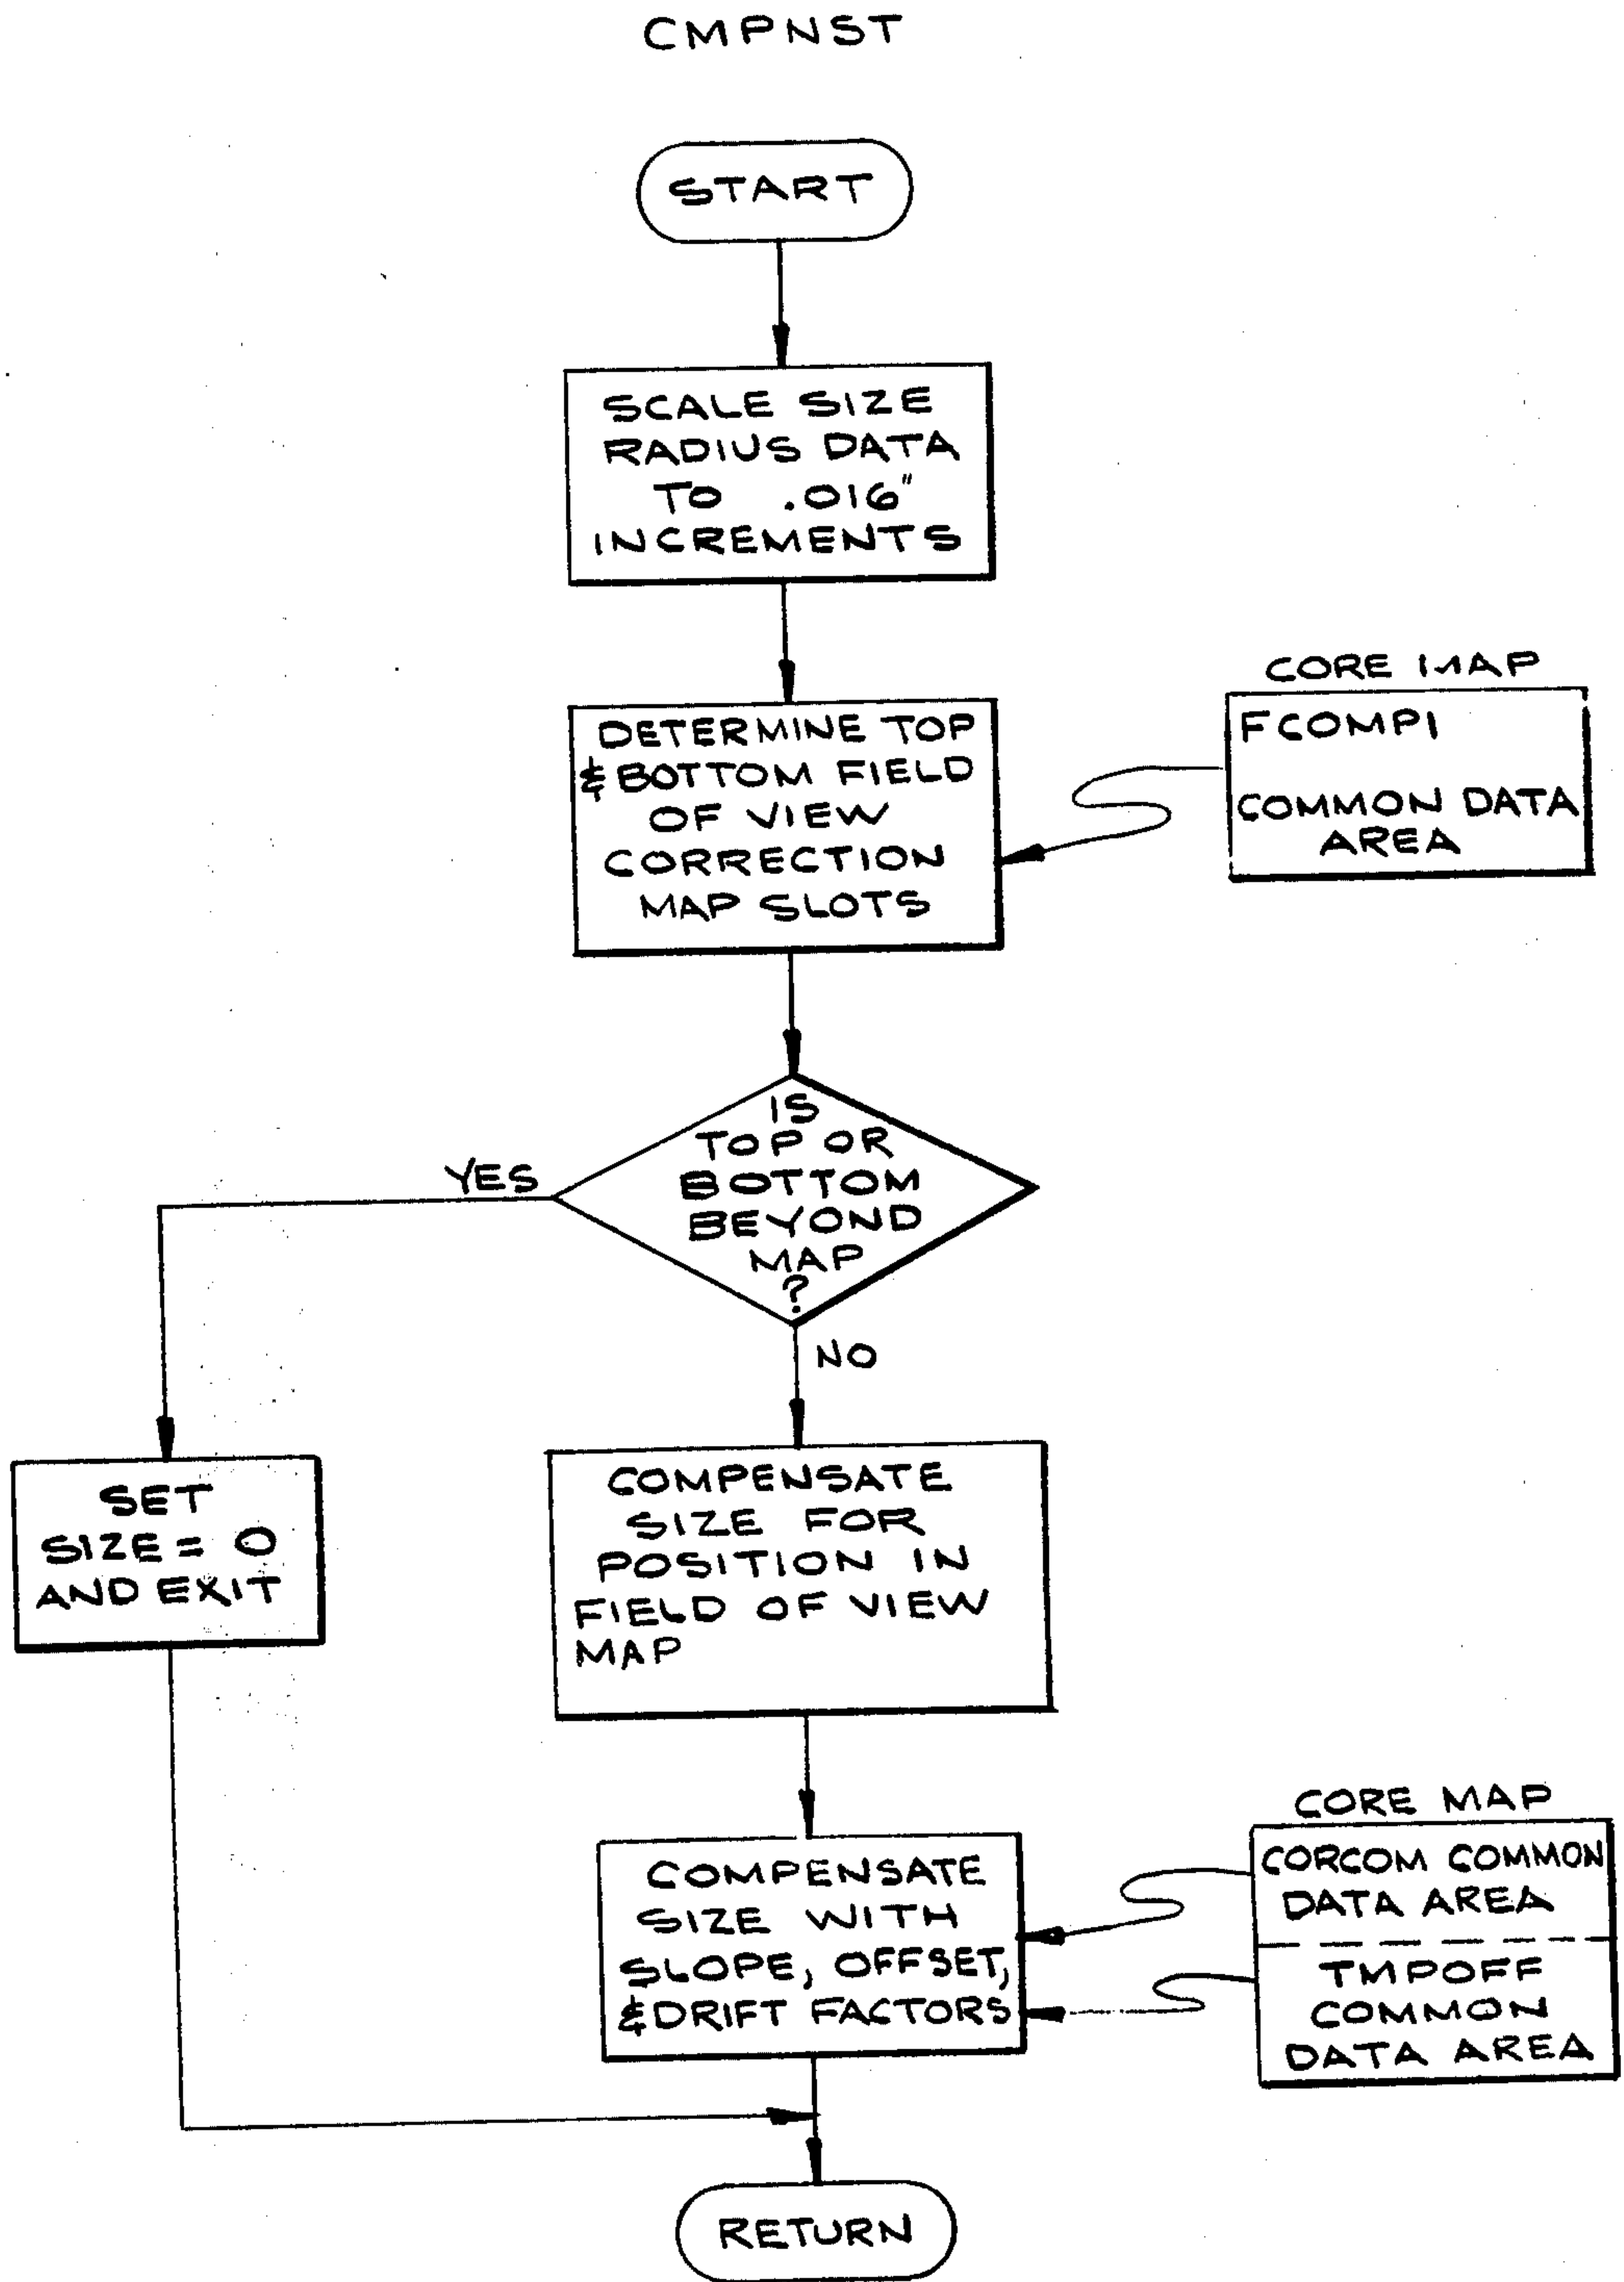 CMPNST
START
SCALE SIZE
RADIUS DATA
TO .016"
INCREMENTS
CORE MAP
FCOMPI
COMMON DATA
AREA
DETERMINE TOP
& BOTTOM FIELD
OF VIEW
CORRECTION
MAP SLOTS
IS
TOP OR
BOTTOM
BEYOND
MAP
?
YES
NO
SET
SIZE = 0
AND EXIT
COMPENSATE
SIZE FOR
POSITION IN
FIELD OF VIEW
MAP
CORE MAP
CORCOM COMMON
DATA AREA
TMPOFF
COMMON
DATA AREA
COMPENSATE
SIZE WITH
SLOPE, OFFSET,
& DRIFT FACTORS
RETURN